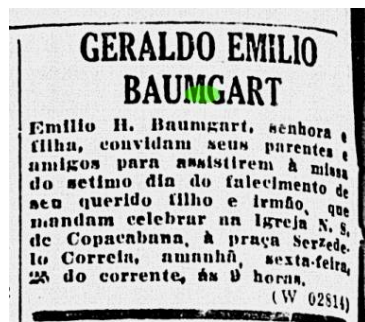 GERALDO EMILIO
BAUMGART
Emilio H. Baumgart, senhora e
filha, convidam seus parentes e
amigos para assistirem à missa
do setimo dia do falecimento de
seu querido filho e irmão, que
mandam celebrar na Igreja N. S.
de Copacabana, à praça Serzede-
lo Correia, amanhã, sexta-feira,
25 do corrente, ás 9 horas.
(W 02814)